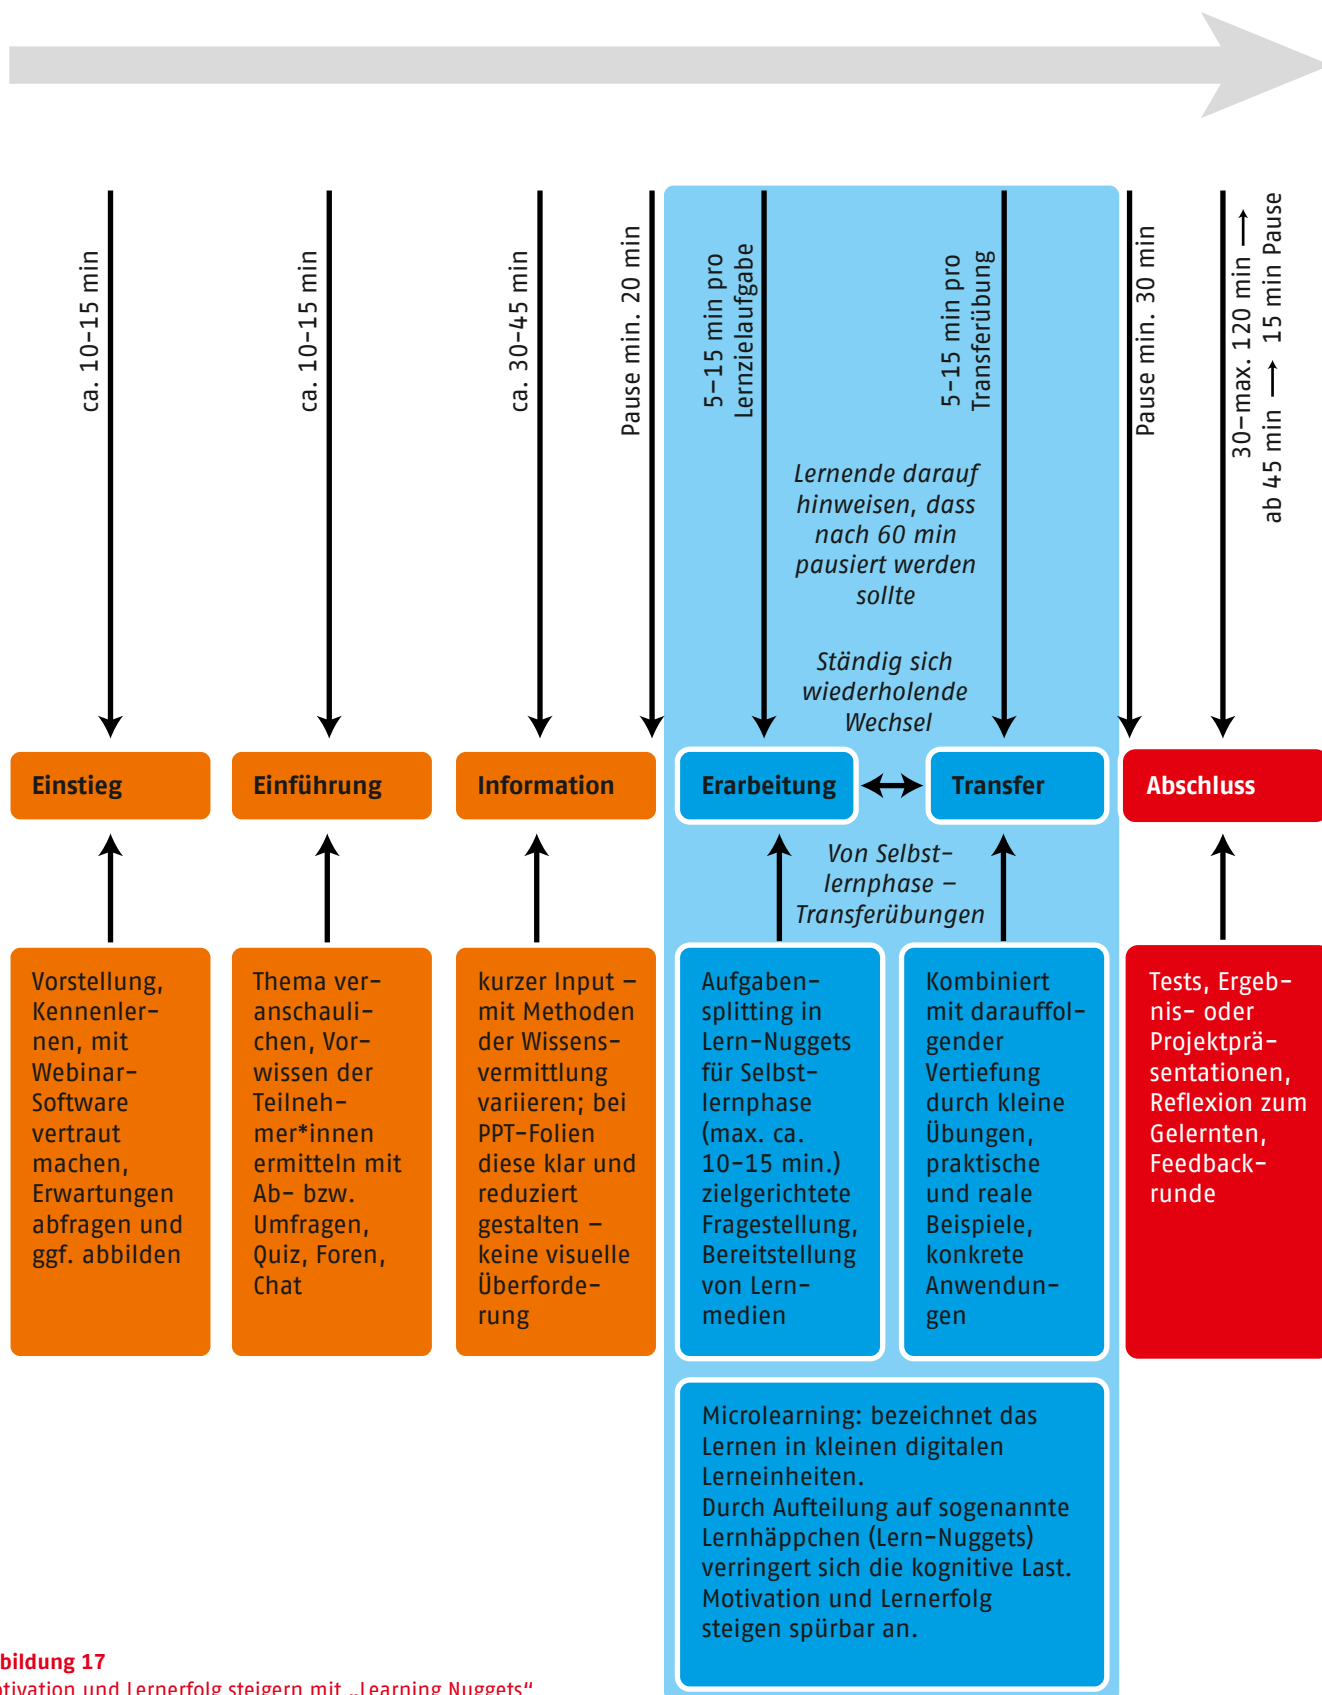 ca. 10-15 min
ca. 10-15 min
ca. 30-45 min
Pause min. 20 min
5-15 min pro
Lernzielaufgabe
5-15 min pro
Transferübung
Pause min. 30 min
30-max. 120 min →
ab 45 min → 15 min Pause
Lernende darauf
hinweisen, dass
nach 60 min
pausiert werden
sollte
Ständig sich
wiederholende
Wechsel
Einstieg
Einführung
Information
Erarbeitung
Transfer
Abschluss
Von Selbst-
lernphase –
Transferübungen
Vorstellung,
Kennenler-
nen, mit
Webinar-
Software
vertraut
machen,
Erwartungen
abfragen und
ggf. abbilden
Thema ver-
anschauli-
chen, Vor-
wissen der
Teilneh-
mer*innen
ermitteln mit
Ab- bzw.
Umfragen,
Quiz, Foren,
Chat
kurzer Input –
mit Methoden
der Wissens-
vermittlung
variieren; bei
PPT-Folien
diese klar und
reduziert
gestalten –
keine visuelle
Überforde-
rung
Aufgaben-
splitting in
Lern-Nuggets
für Selbst-
lernphase
(max. ca.
10-15 min.)
zielgerichtete
Fragestellung,
Bereitstellung
von Lern-
medien
Kombiniert
mit darauffol-
gender
Vertiefung
durch kleine
Übungen,
praktische
und reale
Beispiele,
konkrete
Anwendun-
gen
Tests, Ergeb-
nis- oder
Projektprä-
sentationen,
Reflexion zum
Gelernten,
Feedback-
runde
Microlearning: bezeichnet das
Lernen in kleinen digitalen
Lerneinheiten.
Durch Aufteilung auf sogenannte
Lernhäppchen (Lern-Nuggets)
verringert sich die kognitive Last.
Motivation und Lernerfolg
steigen spürbar an.
bildung 17
otivation und Lernerfolg steigern mit „Learning Nuggets“